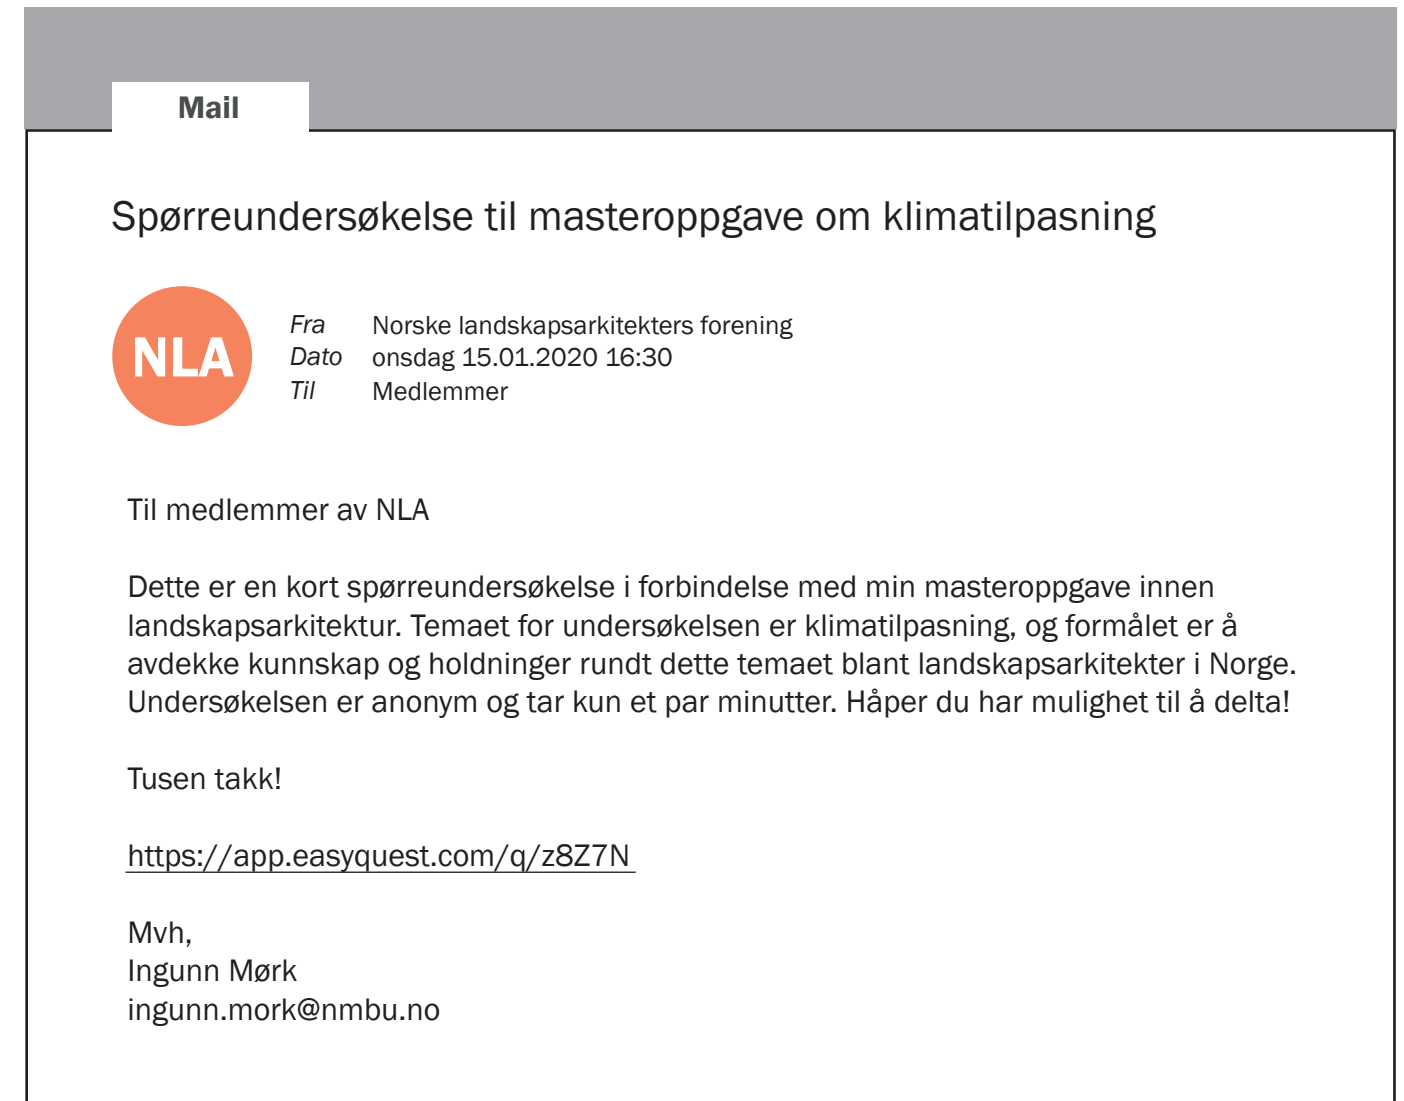 Mail
Spørreundersøkelse til masteroppgave om klimatilpasning
NLA
Fra Norske landskapsarkitekters forening
Dato onsdag 15.01.2020 16:30
Til Medlemmer
Til medlemmer av NLA
Dette er en kort spørreundersøkelse i forbindelse med min masteroppgave innen
landskapsarkitektur. Temaet for undersøkelsen er klimatilpasning, og formålet er å
avdekke kunnskap og holdninger rundt dette temaet blant landskapsarkitekter i Norge.
Undersøkelsen er anonym og tar kun et par minutter. Håper du har mulighet til å delta!
Tusen takk!
https://app.easyquest.com/q/z8Z7N
Mvh,
Ingunn Mørk
ingunn.mork@nmbu.no